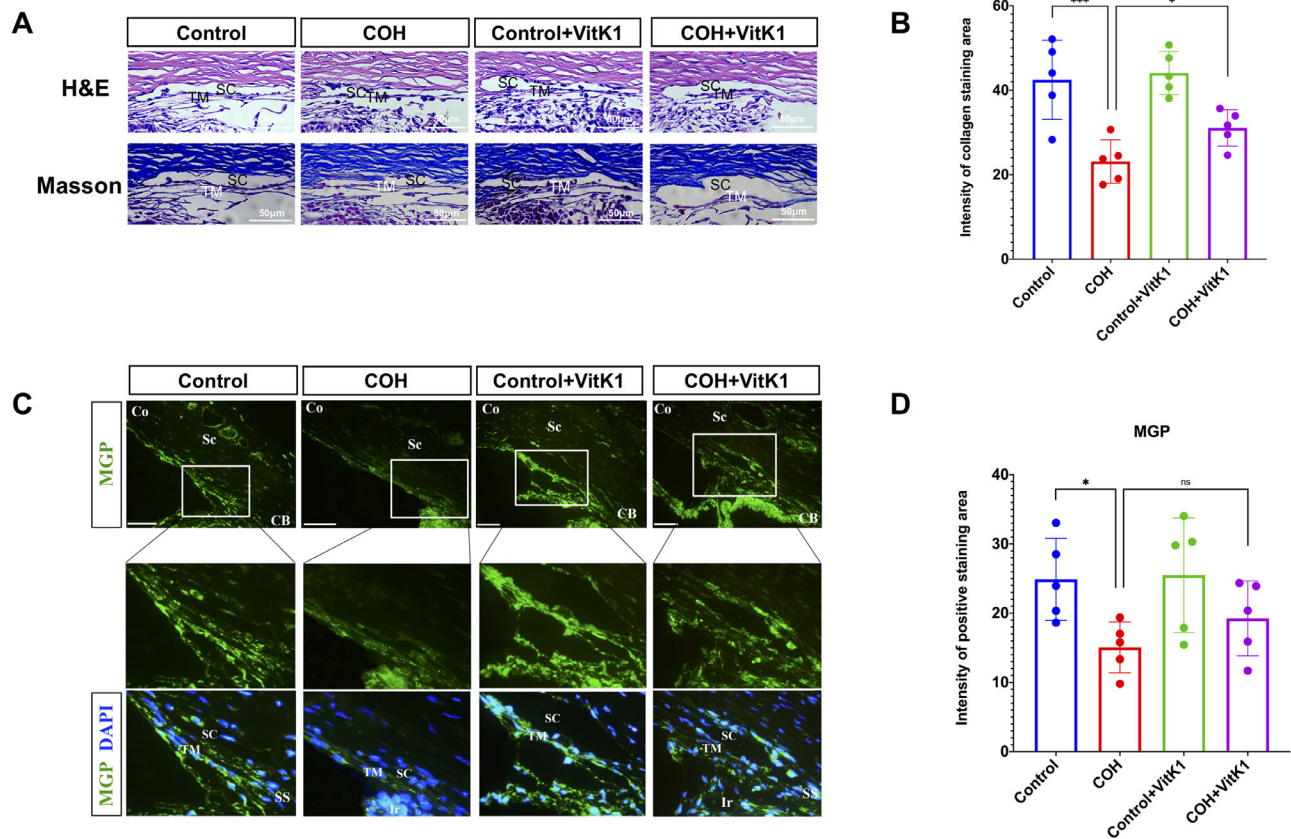 A
Control
COH
Control+VitK1
COH+VitK1
H&E
SC
TM
SC
TM
50μm
SC
TM
50μm
SC
TM
50μm
Masson
SC
TM
50μm
TM
SC
50μm
SC
TM
50μm
SC
TM
50μm
B
Intensity of collagen staining area
60
40
20
0
***
*
Control
COH
Control+VitK1
COH+VitK1
C
Control
COH
Control+VitK1
COH+VitK1
MGP
Co
Sc
CB
Co
Sc
Co
Sc
CB
Co
Sc
CB
MGP DAPI
SC
TM
SS
TM
SC
Ir
SC
TM
SC
TM
Ir
SS
D
MGP
Intensity of positive staining area
40
30
20
10
0
*
ns
Control
COH
Control+VitK1
COH+VitK1